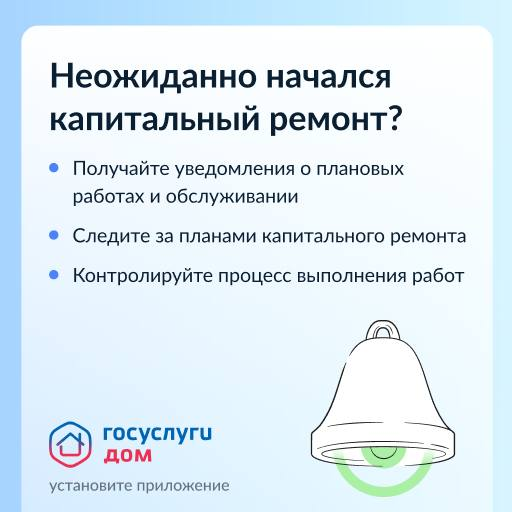 Неожиданно начался
капитальный ремонт?
Получайте уведомления о плановых
работах и обслуживании
Следите за планами капитального ремонта
Контролируйте процесс выполнения работ
госуслуги
дом
установите приложение